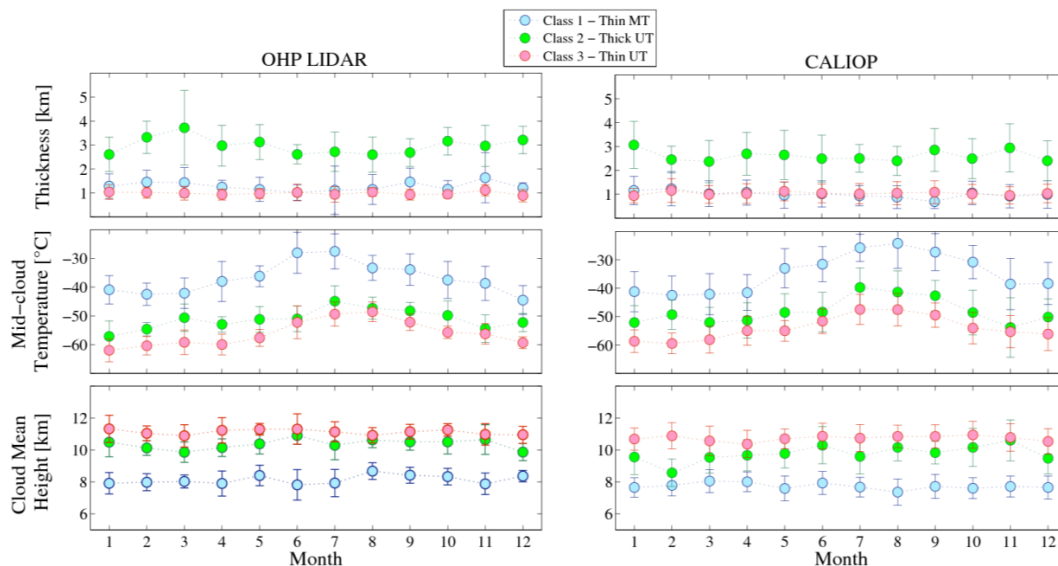 Class 1 − Thin MT
Class 2 − Thick UT
Class 3 − Thin UT
OHP LIDAR
CALIOP
Thickness [km]
5
4
3
2
1
5
4
3
2
1
Mid−cloud
Temperature [°C]
−30
−40
−50
−60
−30
−40
−50
−60
Cloud Mean
Height [km]
12
10
8
6
12
10
8
6
1 2 3 4 5 6 7 8 9 10 11 12
1 2 3 4 5 6 7 8 9 10 11 12
Month
Month